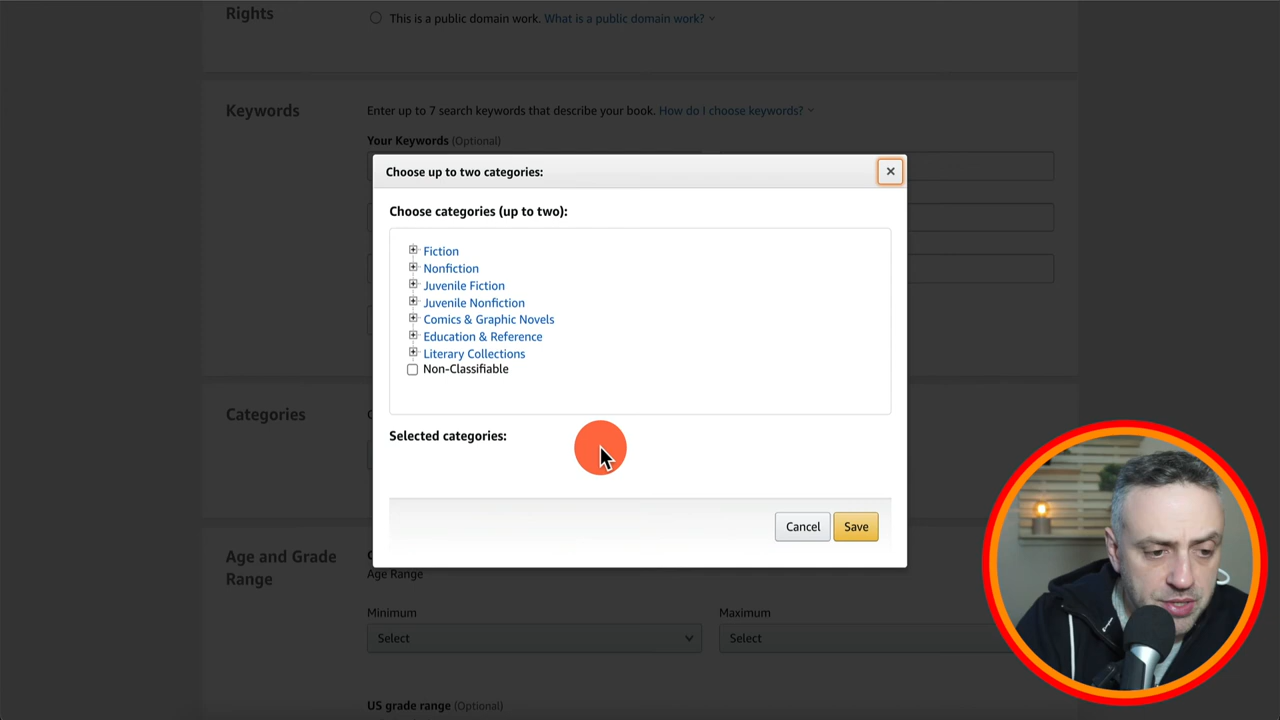 Rights
This is a public domain work. What is a public domain work?
Keywords
Enter up to 7 search keywords that describe your book. How do I choose keywords?
Your Keywords (Optional)
Choose up to two categories:
Choose categories (up to two):
Fiction
Nonfiction
Juvenile Fiction
Juvenile Nonfiction
Comics & Graphic Novels
Education & Reference
Literary Collections
Non-Classifiable
Categories
Selected categories:
Cancel
Save
Age and Grade
Range
Age Range
Minimum
Maximum
Select
Select
US grade range (Optional)